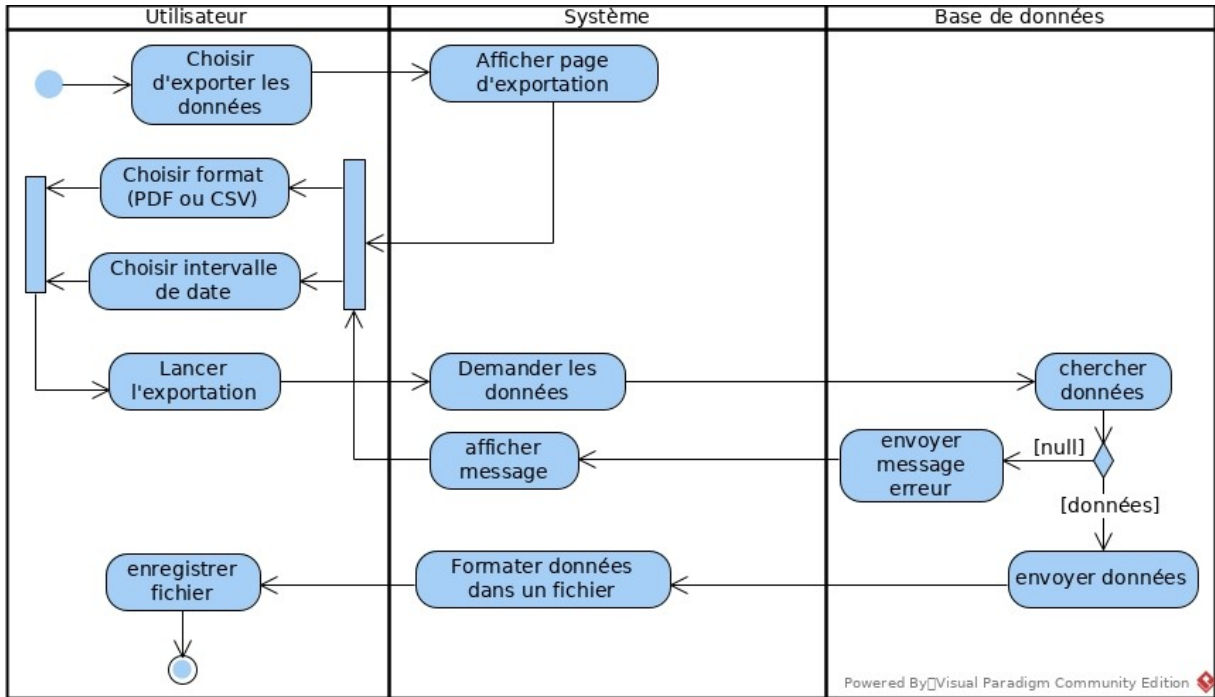 Utilisateur
Système
Base de données
Choisir
d'exporter les
données
Afficher page
d'exportation
Choisir format
(PDF ou CSV)
Choisir intervalle
de date
Lancer
l'exportation
Demander les
données
chercher
données
afficher
message
envoyer
message
erreur
[null]
[données]
enregistrer
fichier
Formater données
dans un fichier
envoyer données
Powered By Visual Paradigm Community Edition